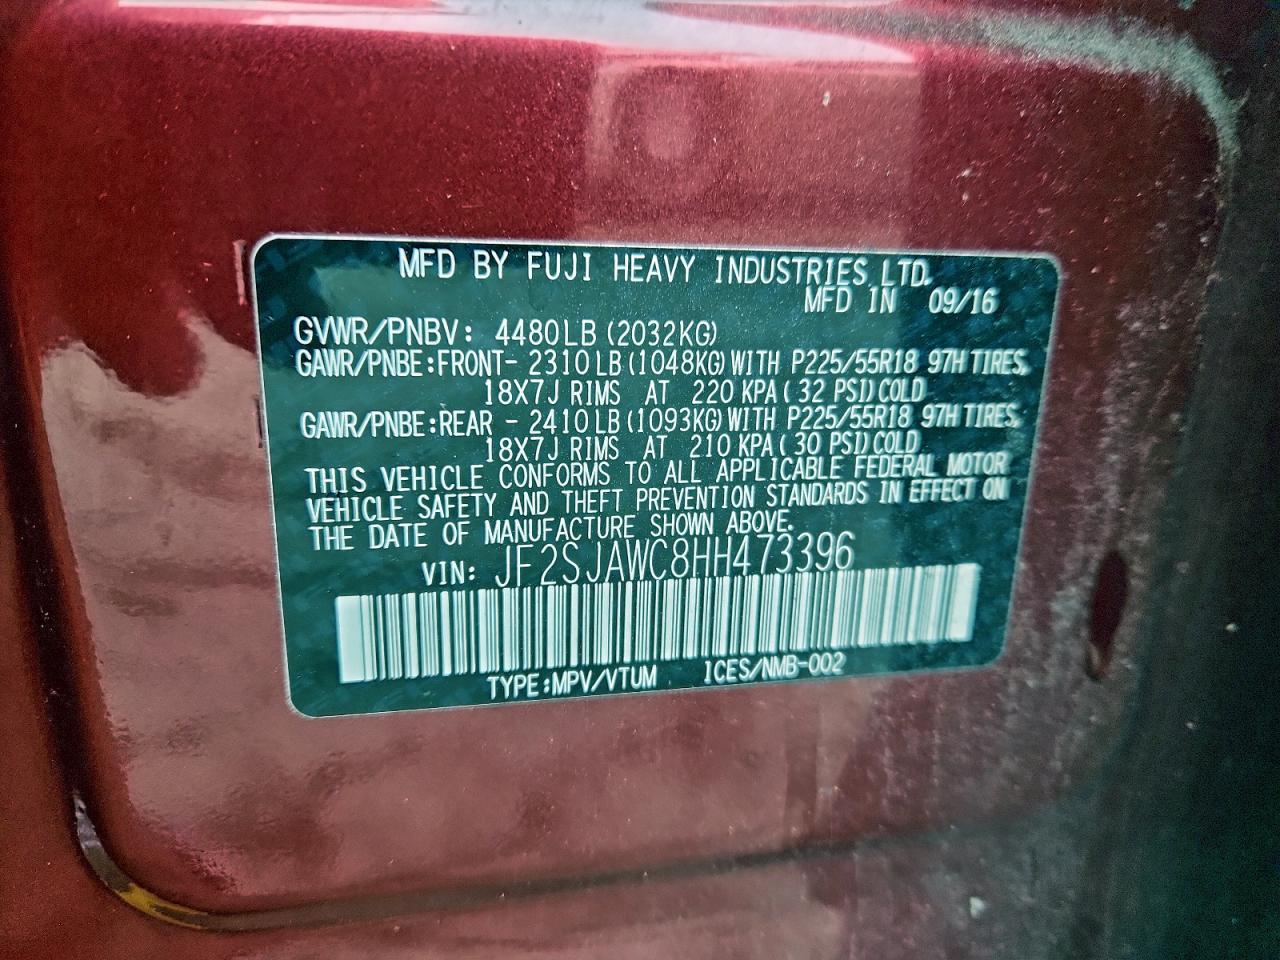 MFD BY FUJI HEAVY INDUSTRIES LTD.
MFD IN 09/16
GVWR/PNBV: 4480LB (2032KG)
GAWR/PNBE:FRONT- 2310LB (1048KG) WITH P225/55R18 97H TIRES,
18X7J RIMS AT 220 KPA ( 32 PSI) COLD
GAWR/PNBE:REAR - 2410LB (1093KG) WITH P225/55R18 97H TIRES,
18X7J RIMS AT 210 KPA ( 30 PSI) COLD
THIS VEHICLE CONFORMS TO ALL APPLICABLE FEDERAL MOTOR
VEHICLE SAFETY AND THEFT PREVENTION STANDARDS IN EFFECT ON
THE DATE OF MANUFACTURE SHOWN ABOVE.
VIN: JF2SJAWC8HH473396
TYPE:MPV/VTUM ICES/NMB-002